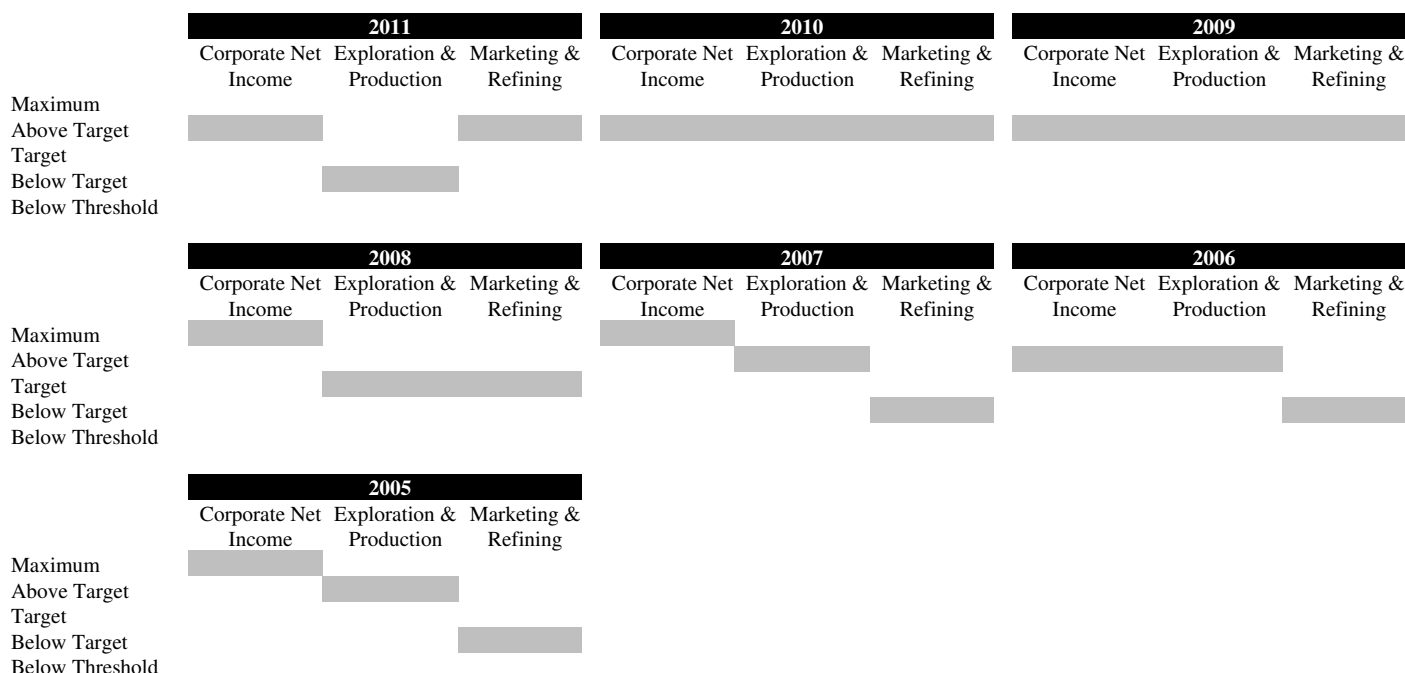 2011 2010 2009
Corporate Net Exploration & Marketing & Corporate Net Exploration & Marketing & Corporate Net Exploration & Marketing &
Income Production Refining Income Production Refining Income Production Refining
Maximum
Above Target
Target
Below Target
Below Threshold
2008 2007 2006
Corporate Net Exploration & Marketing & Corporate Net Exploration & Marketing & Corporate Net Exploration & Marketing &
Income Production Refining Income Production Refining Income Production Refining
Maximum
Above Target
Target
Below Target
Below Threshold
2005
Corporate Net Exploration & Marketing &
Income Production Refining
Maximum
Above Target
Target
Below Target
Below Threshold